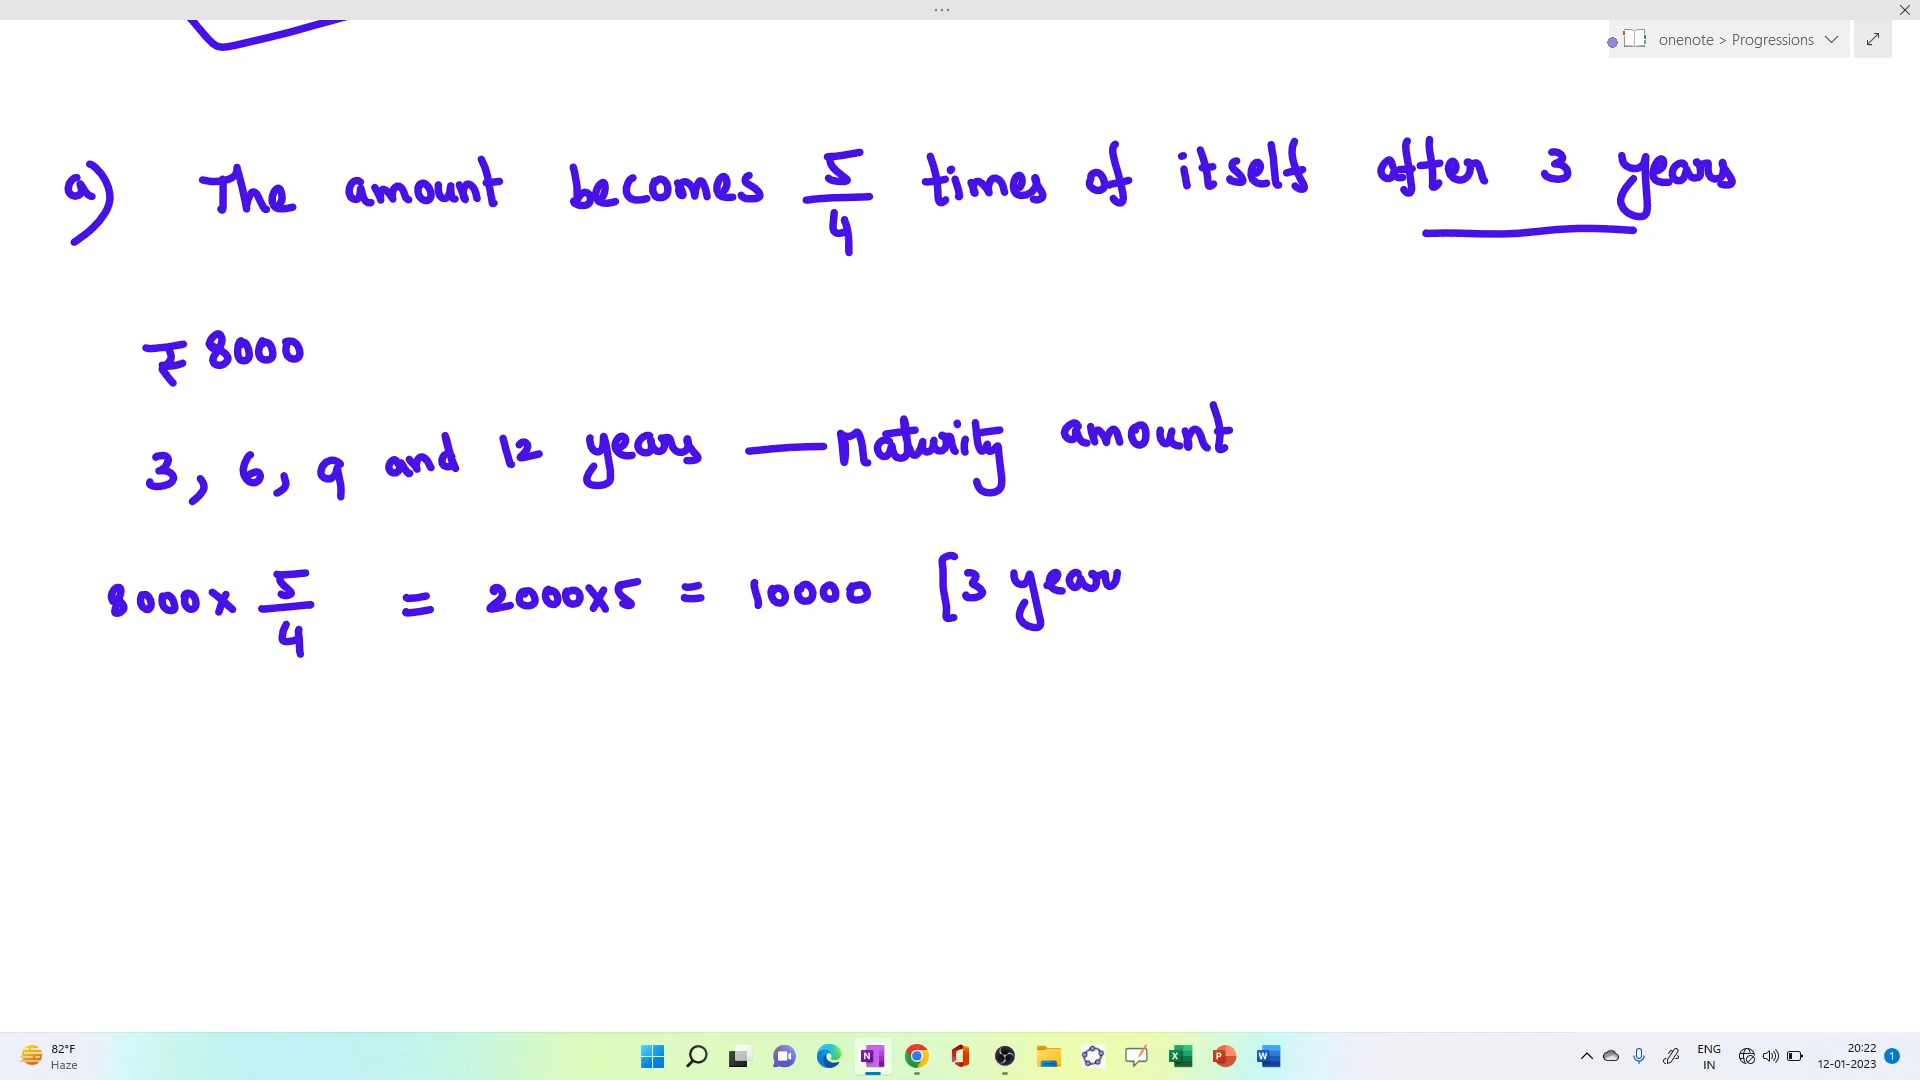 onenote > Progressions
a) The amount becomes 5/4 times of itself after 3 years
₹ 8000
3, 6, 9 and 12 years — Maturity amount
8000 x 5/4 = 2000x5 = 10000 [3 year
82°F
Haze
ENG
IN
20:22
12-01-2023
1